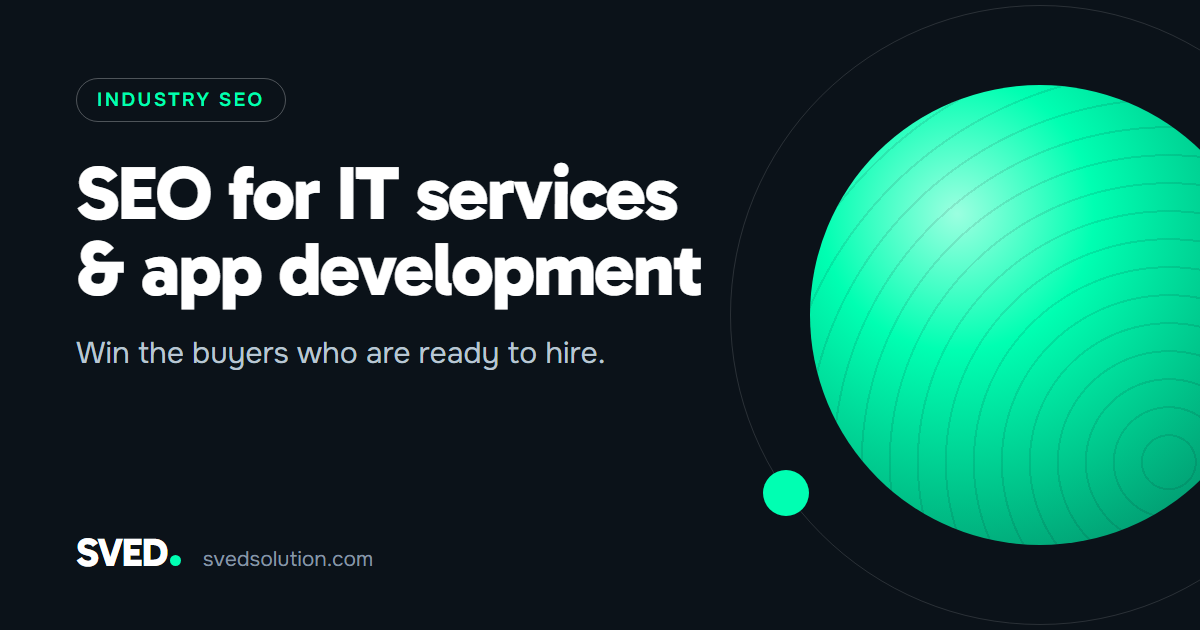 INDUSTRY SEO
SEO for IT services
& app development
Win the buyers who are ready to hire.
SVED.
svedsolution.com